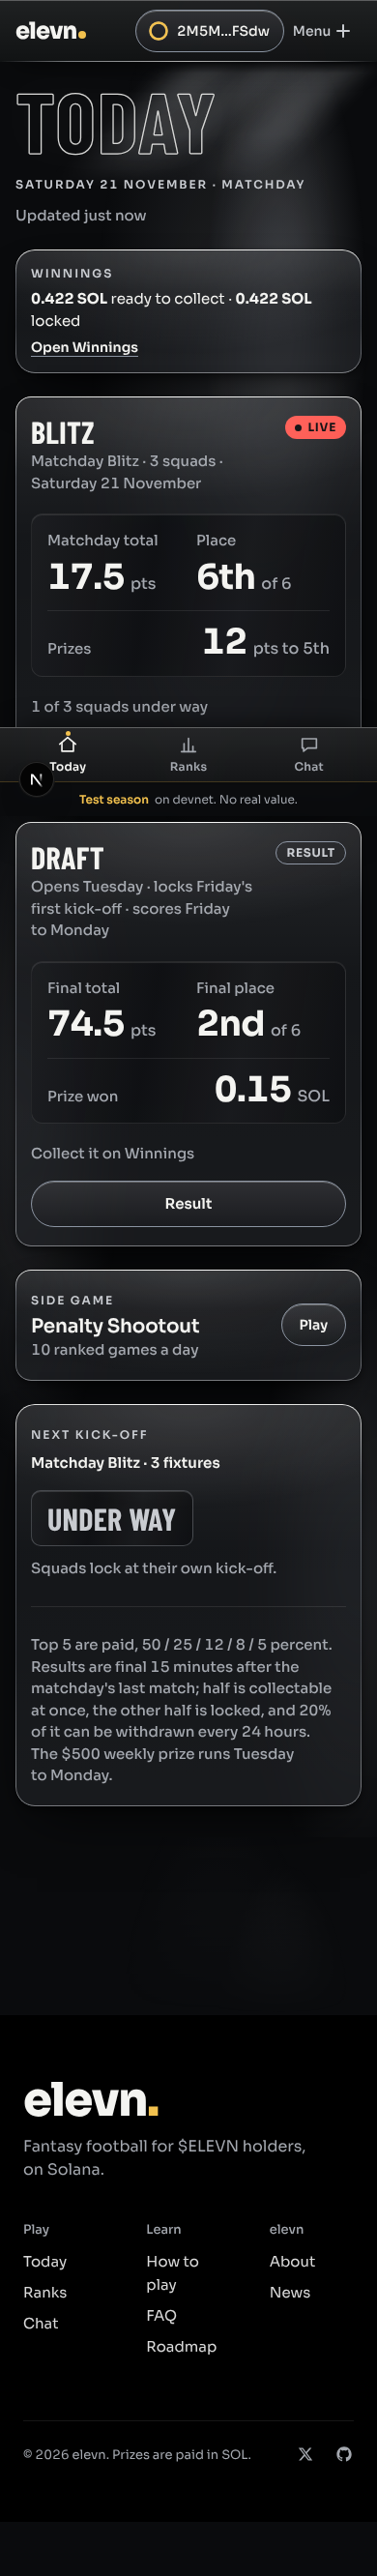 elevn.
2M5M...FSdw
Menu
TODAY
SATURDAY 21 NOVEMBER · MATCHDAY
Updated just now
WINNINGS
0.422 SOL ready to collect · 0.422 SOL
locked
Open Winnings
BLITZ
LIVE
Matchday Blitz · 3 squads ·
Saturday 21 November
Matchday total
Place
17.5 pts
6th of 6
Prizes
12 pts to 5th
1 of 3 squads under way
Today
Ranks
Chat
N
Test season on devnet. No real value.
DRAFT
RESULT
Opens Tuesday · locks Friday's
first kick-off · scores Friday
to Monday
Final total
Final place
74.5 pts
2nd of 6
Prize won
0.15 SOL
Collect it on Winnings
Result
SIDE GAME
Penalty Shootout
10 ranked games a day
Play
NEXT KICK-OFF
Matchday Blitz · 3 fixtures
UNDER WAY
Squads lock at their own kick-off.
Top 5 are paid, 50 / 25 / 12 / 8 / 5 percent.
Results are final 15 minutes after the
matchday's last match; half is collectable
at once, the other half is locked, and 20%
of it can be withdrawn every 24 hours.
The $500 weekly prize runs Tuesday
to Monday.
elevn.
Fantasy football for $ELEVN holders,
on Solana.
Play
Today
Ranks
Chat
Learn
How to
play
FAQ
Roadmap
elevn
About
News
© 2026 elevn. Prizes are paid in SOL.